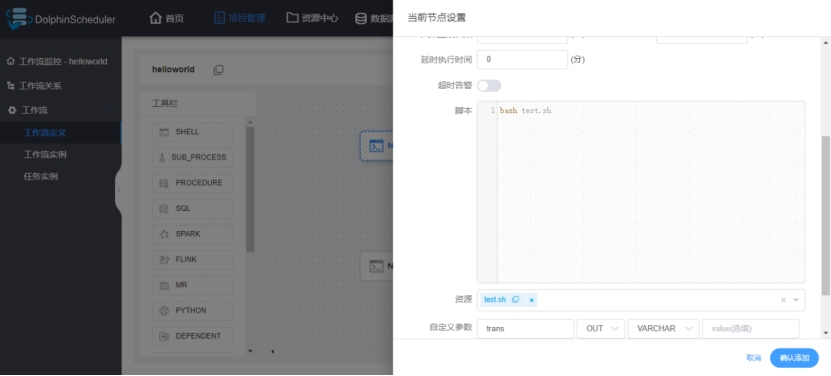 DolphinScheduler
首页
项目管理
资源中心
数据源
当前节点设置
工作流监控 - helloworld
工作流关系
工作流
工作流定义
工作流实例
任务实例
helloworld
工具栏
SHELL
SUB_PROCESS
PROCEDURE
SQL
SPARK
FLINK
MR
PYTHON
DEPENDENT
延时执行时间 0 (分)
超时告警
脚本 1 bash test.sh
资源 test.sh
自定义参数 trans OUT VARCHAR value(选填)
取消 确认添加